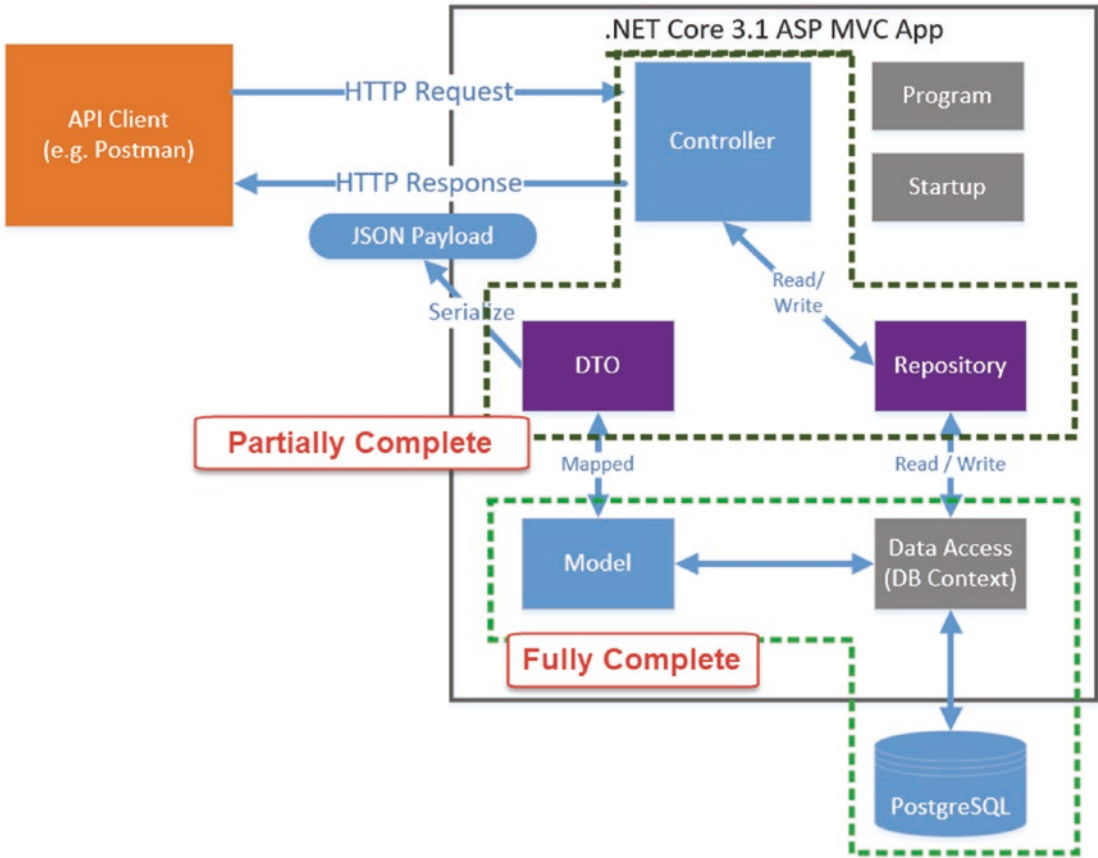 .NET Core 3.1 ASP MVC App
API Client
(e.g. Postman)
HTTP Request
HTTP Response
JSON Payload
Controller
Program
Startup
Read/
Write
Serialize
DTO
Repository
Partially Complete
Mapped
Read / Write
Model
Data Access
(DB Context)
Fully Complete
PostgreSQL